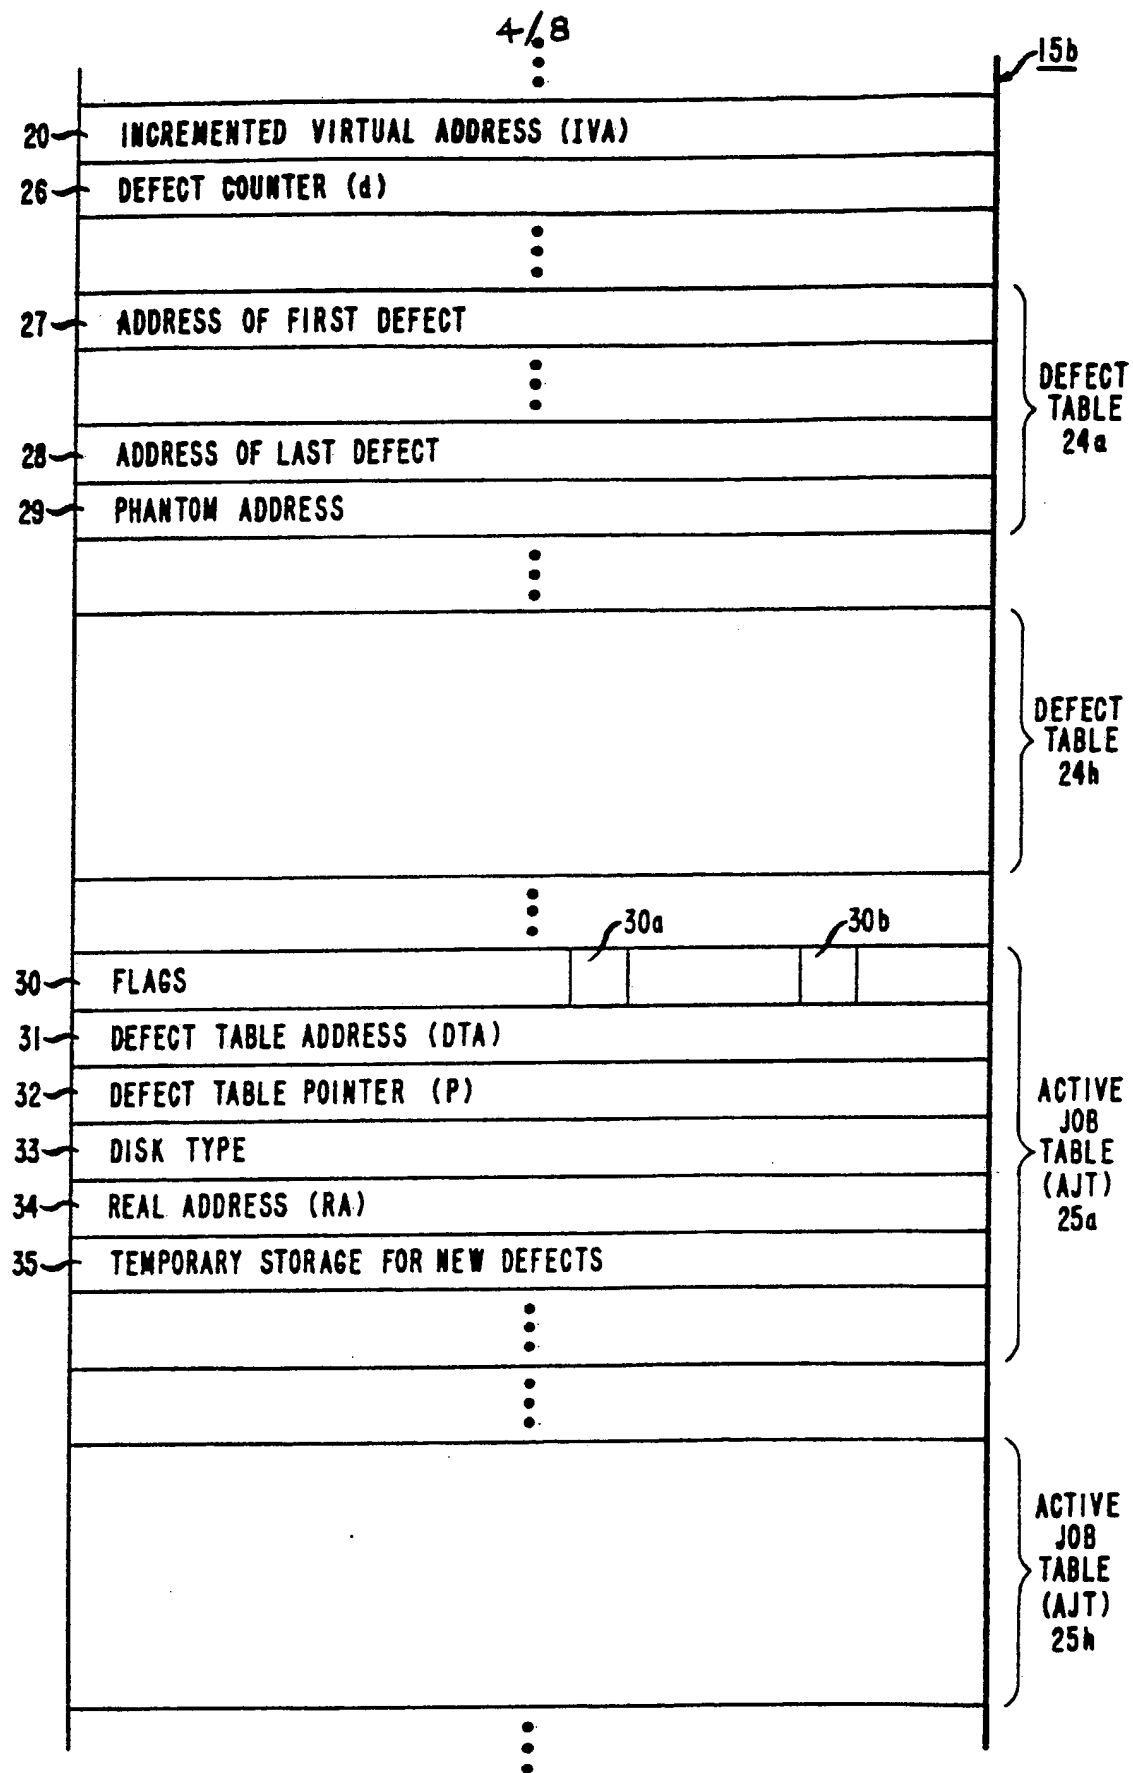 4/8
15b
20 INCREMENTED VIRTUAL ADDRESS (IVA)
26 DEFECT COUNTER (d)
27 ADDRESS OF FIRST DEFECT
DEFECT
TABLE
24a
28 ADDRESS OF LAST DEFECT
29 PHANTOM ADDRESS
DEFECT
TABLE
24h
30a 30b
30 FLAGS
31 DEFECT TABLE ADDRESS (DTA)
32 DEFECT TABLE POINTER (P)
33 DISK TYPE
34 REAL ADDRESS (RA)
35 TEMPORARY STORAGE FOR NEW DEFECTS
ACTIVE
JOB
TABLE
(AJT)
25a
ACTIVE
JOB
TABLE
(AJT)
25h